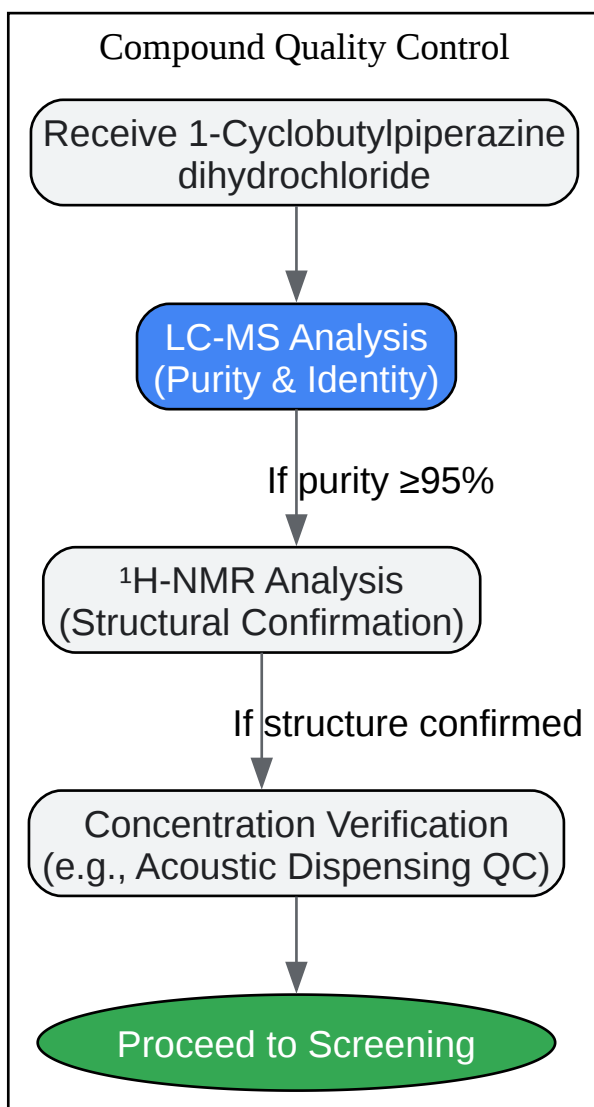 Compound Quality Control
Receive 1-Cyclobutylpiperazine
dihydrochloride
LC-MS Analysis
(Purity & Identity)
If purity ≥95%
¹H-NMR Analysis
(Structural Confirmation)
If structure confirmed
Concentration Verification
(e.g., Acoustic Dispensing QC)
Proceed to Screening